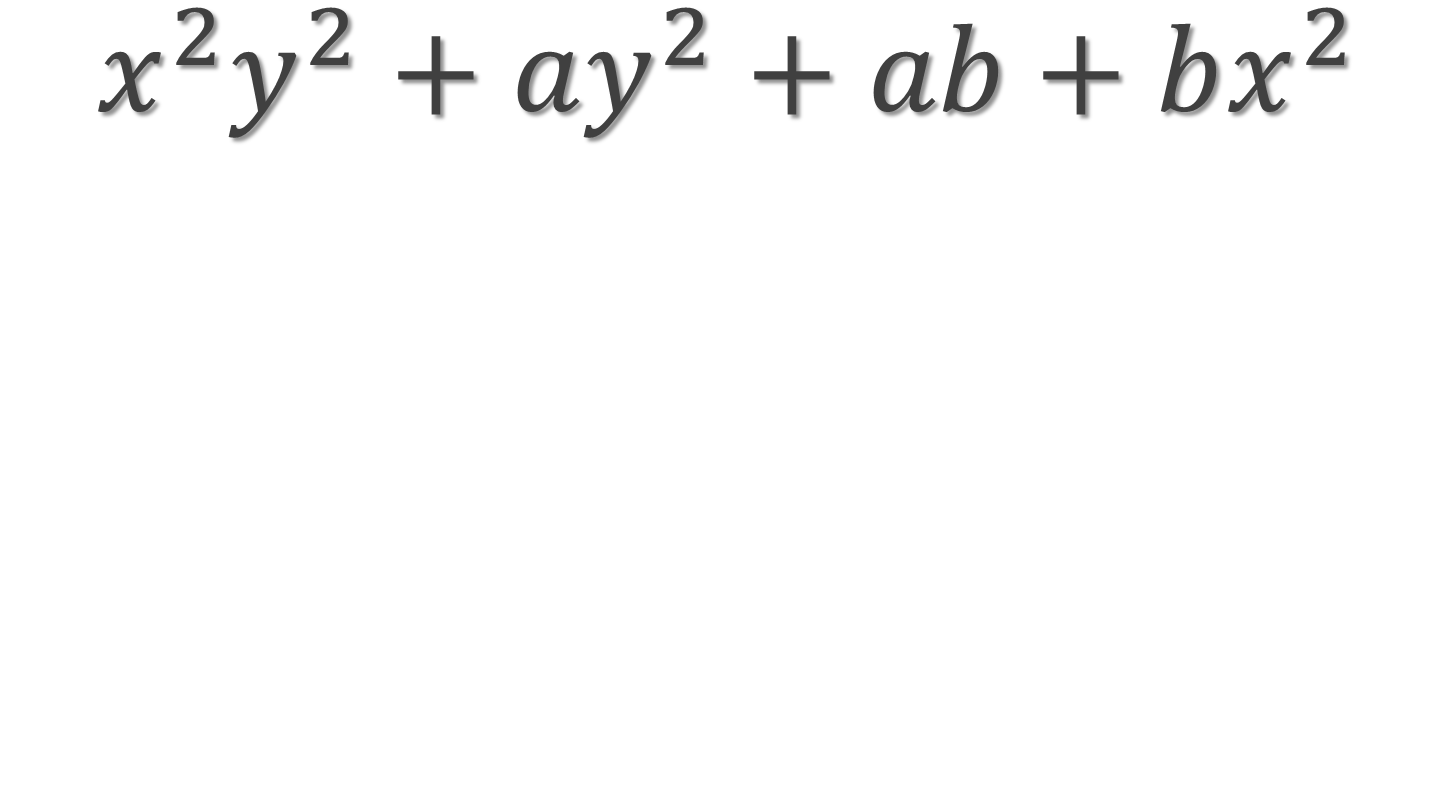 x²y² + ay² + ab + bx²